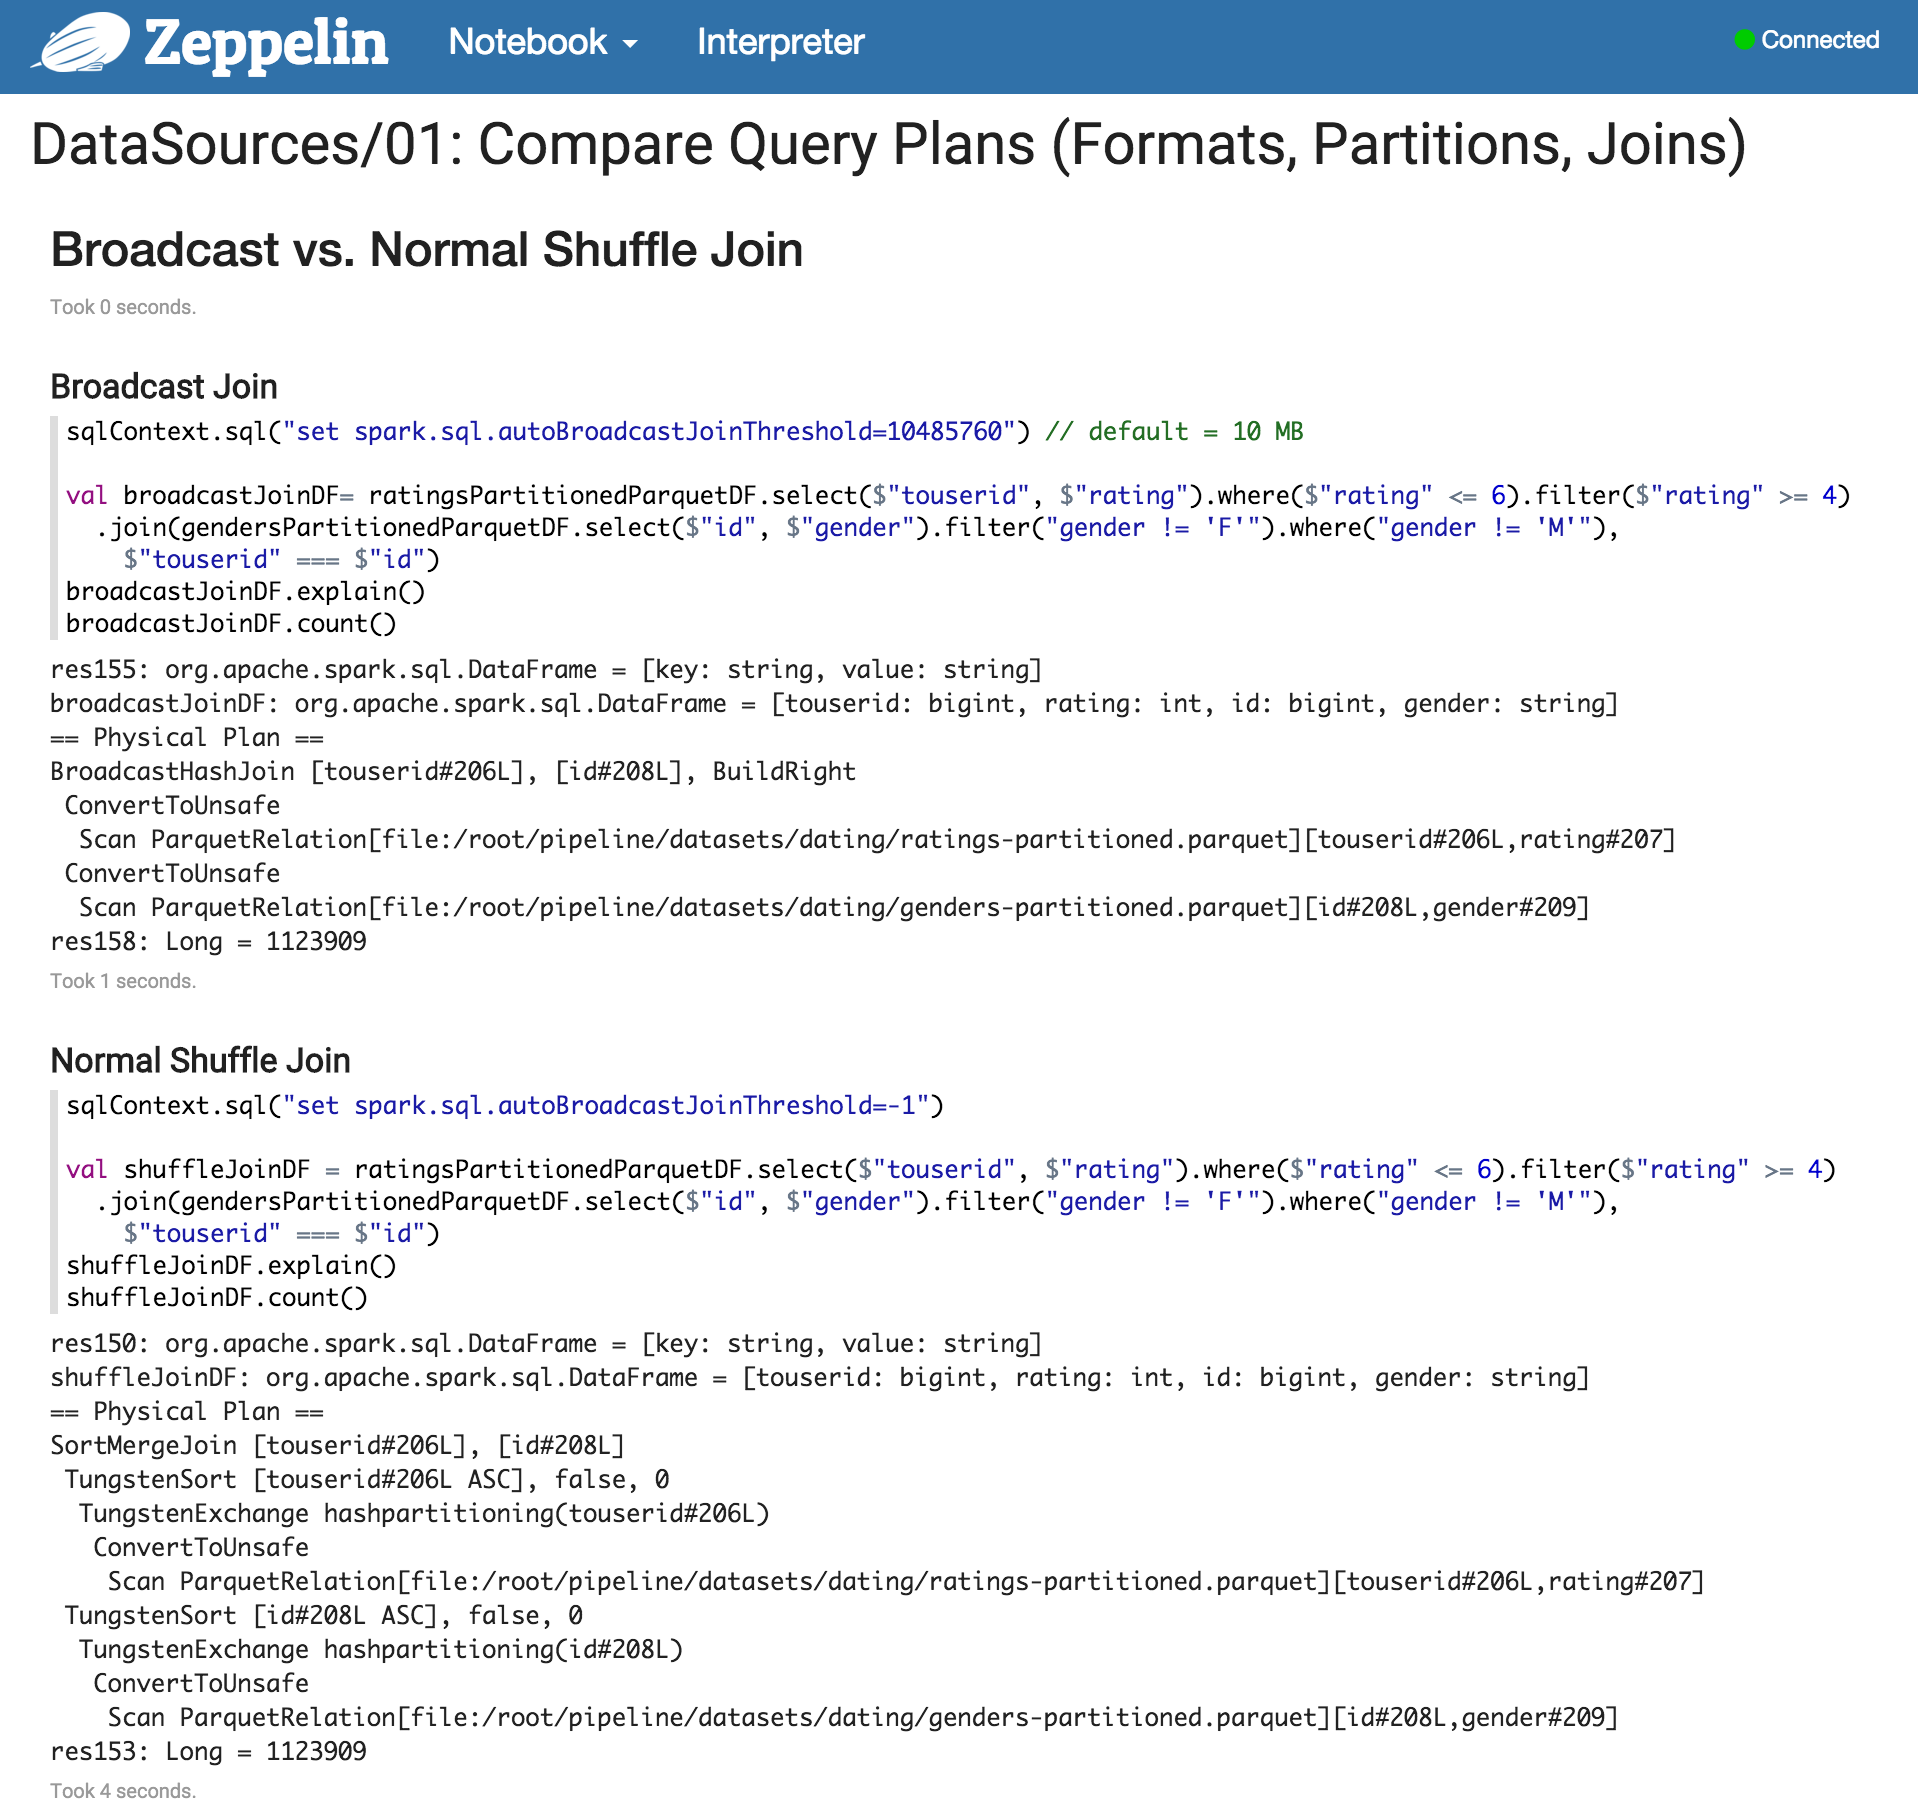 Zeppelin Notebook Interpreter Connected
DataSources/01: Compare Query Plans (Formats, Partitions, Joins)
Broadcast vs. Normal Shuffle Join
Took 0 seconds.
Broadcast Join
sqlContext.sql("set spark.sql.autoBroadcastJoinThreshold=10485760") // default = 10 MB
val broadcastJoinDF= ratingsPartitionedParquetDF.select($"touserid", $"rating").where($"rating" <= 6).filter($"rating" >= 4)
.join(gendersPartitionedParquetDF.select($"id", $"gender").filter("gender != 'F'").where("gender != 'M'"),
$"touserid" === $"id")
broadcastJoinDF.explain()
broadcastJoinDF.count()
res155: org.apache.spark.sql.DataFrame = [key: string, value: string]
broadcastJoinDF: org.apache.spark.sql.DataFrame = [touserid: bigint, rating: int, id: bigint, gender: string]
== Physical Plan ==
BroadcastHashJoin [touserid#206L], [id#208L], BuildRight
ConvertToUnsafe
Scan ParquetRelation[file:/root/pipeline/datasets/dating/ratings-partitioned.parquet][touserid#206L,rating#207]
ConvertToUnsafe
Scan ParquetRelation[file:/root/pipeline/datasets/dating/genders-partitioned.parquet][id#208L,gender#209]
res158: Long = 1123909
Took 1 seconds.
Normal Shuffle Join
sqlContext.sql("set spark.sql.autoBroadcastJoinThreshold=-1")
val shuffleJoinDF = ratingsPartitionedParquetDF.select($"touserid", $"rating").where($"rating" <= 6).filter($"rating" >= 4)
.join(gendersPartitionedParquetDF.select($"id", $"gender").filter("gender != 'F'").where("gender != 'M'"),
$"touserid" === $"id")
shuffleJoinDF.explain()
shuffleJoinDF.count()
res150: org.apache.spark.sql.DataFrame = [key: string, value: string]
shuffleJoinDF: org.apache.spark.sql.DataFrame = [touserid: bigint, rating: int, id: bigint, gender: string]
== Physical Plan ==
SortMergeJoin [touserid#206L], [id#208L]
TungstenSort [touserid#206L ASC], false, 0
TungstenExchange hashpartitioning(touserid#206L)
ConvertToUnsafe
Scan ParquetRelation[file:/root/pipeline/datasets/dating/ratings-partitioned.parquet][touserid#206L,rating#207]
TungstenSort [id#208L ASC], false, 0
TungstenExchange hashpartitioning(id#208L)
ConvertToUnsafe
Scan ParquetRelation[file:/root/pipeline/datasets/dating/genders-partitioned.parquet][id#208L,gender#209]
res153: Long = 1123909
Took 4 seconds.